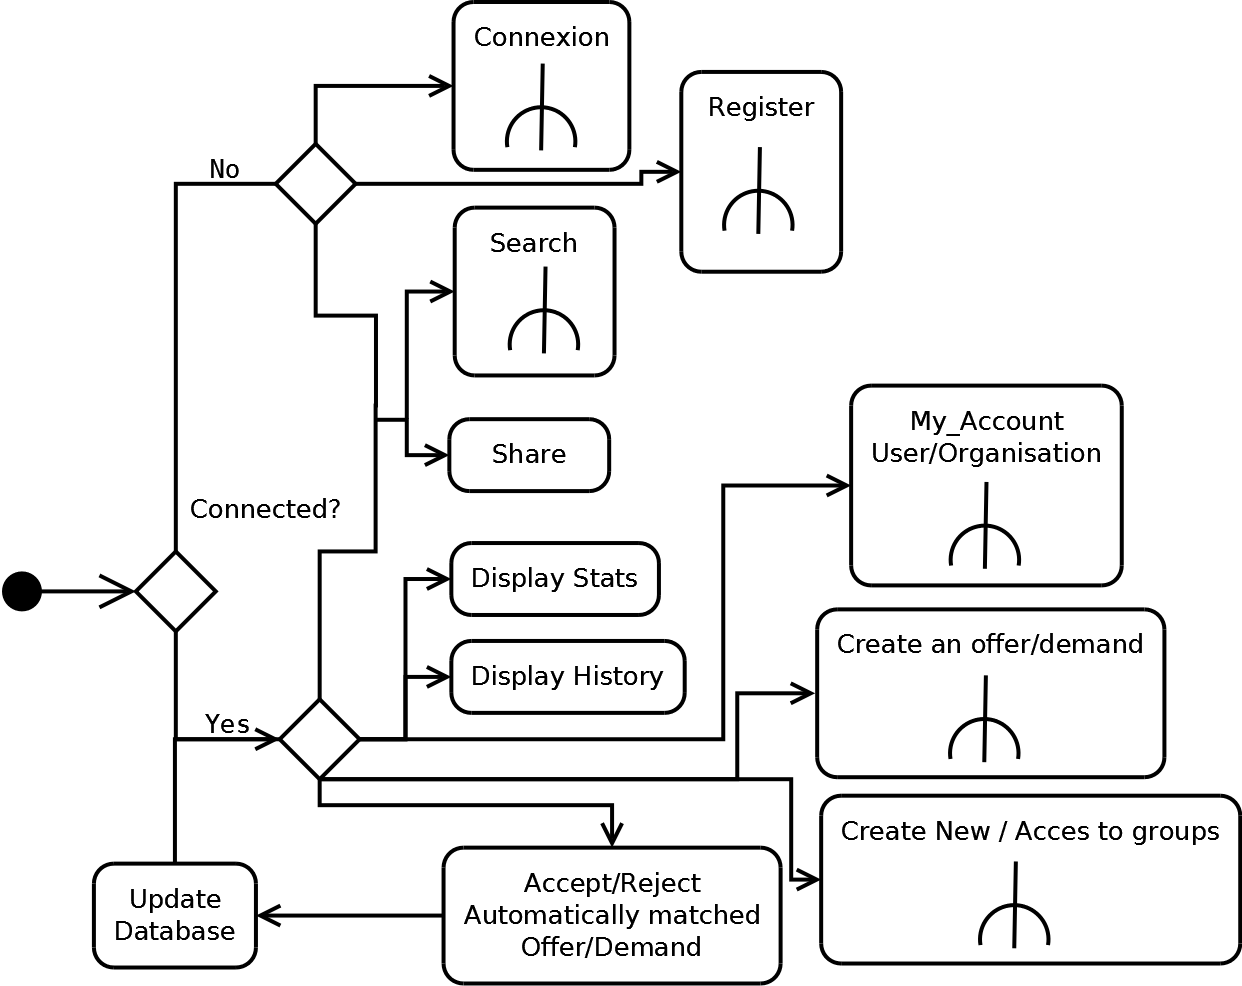 Connexion
Register
No
Search
My_Account
User/Organisation
Share
Connected?
Display Stats
Create an offer/demand
Display History
Yes
Create New / Acces to groups
Accept/Reject
Automatically matched
Offer/Demand
Update
Database